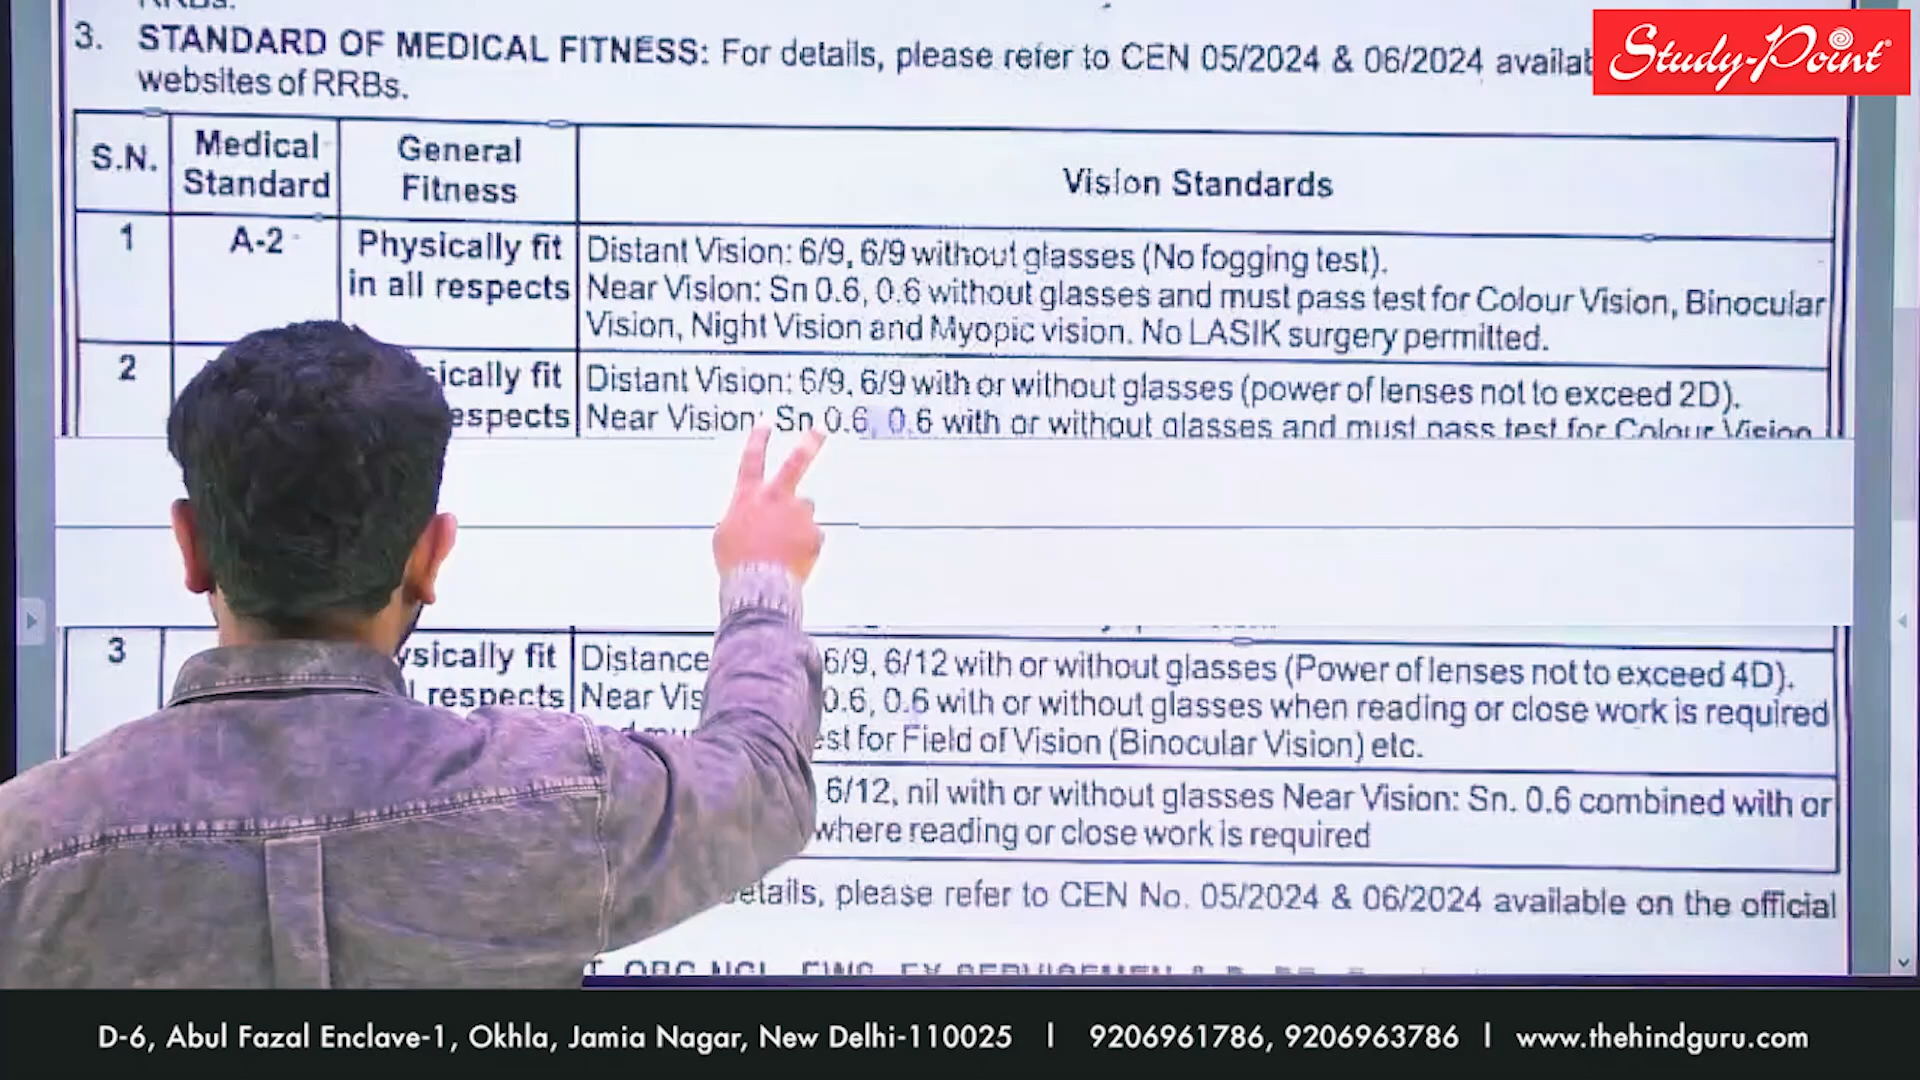 RRBs.
3. STANDARD OF MEDICAL FITNESS: For details, please refer to CEN 05/2024 & 06/2024 availab
websites of RRBs.
Study-Point
S.N.
Medical Standard
General Fitness
Vision Standards
1
A-2
Physically fit in all respects
Distant Vision: 6/9, 6/9 without glasses (No fogging test).
Near Vision: Sn 0.6, 0.6 without glasses and must pass test for Colour Vision, Binocular
Vision, Night Vision and Myopic vision. No LASIK surgery permitted.
2
ically fit
espects
Distant Vision: 6/9, 6/9 with or without glasses (power of lenses not to exceed 2D).
Near Vision: Sn 0.6, 0.6 with or without glasses and must pass test for Colour Vision
3
ysically fit
l respects
Distance 6/9, 6/12 with or without glasses (Power of lenses not to exceed 4D).
Near Vis 0.6, 0.6 with or without glasses when reading or close work is required
est for Field of Vision (Binocular Vision) etc.
6/12, nil with or without glasses Near Vision: Sn. 0.6 combined with or
where reading or close work is required
etails, please refer to CEN No. 05/2024 & 06/2024 available on the official
D-6, Abul Fazal Enclave-1, Okhla, Jamia Nagar, New Delhi-110025 | 9206961786, 9206963786 | www.thehindguru.com